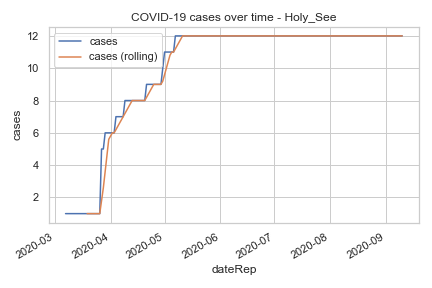 COVID-19 cases over time - Holy_See
cases
cases (rolling)
cases
12
10
8
6
4
2
2020-03
2020-04
2020-05
2020-06
2020-07
2020-08
2020-09
dateRep